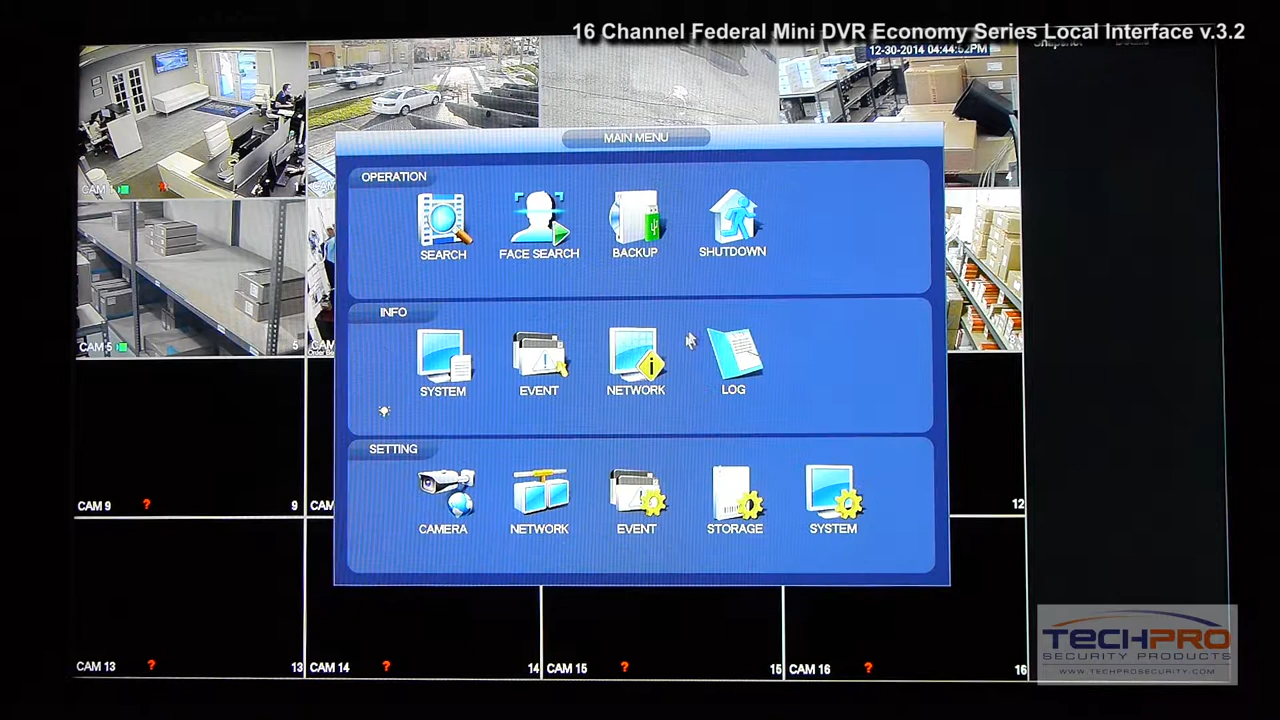 16 Channel Federal Mini DVR Economy Series Local Interface v.3.2
12-30-2014 04:44:52PM
MAIN MENU
OPERATION
SEARCH
FACE SEARCH
BACKUP
SHUTDOWN
INFO
SYSTEM
EVENT
NETWORK
LOG
SETTING
CAMERA
NETWORK
EVENT
STORAGE
SYSTEM
CAM 1
1
4
CAM 5
5
CAM 9 ? 9
CAM
12
CAM 13 ? 13
CAM 14 ? 14
CAM 15 ? 15
CAM 16 ? 16
TECHPRO
SECURITY PRODUCTS
WWW.TECHPROSECURITY.COM